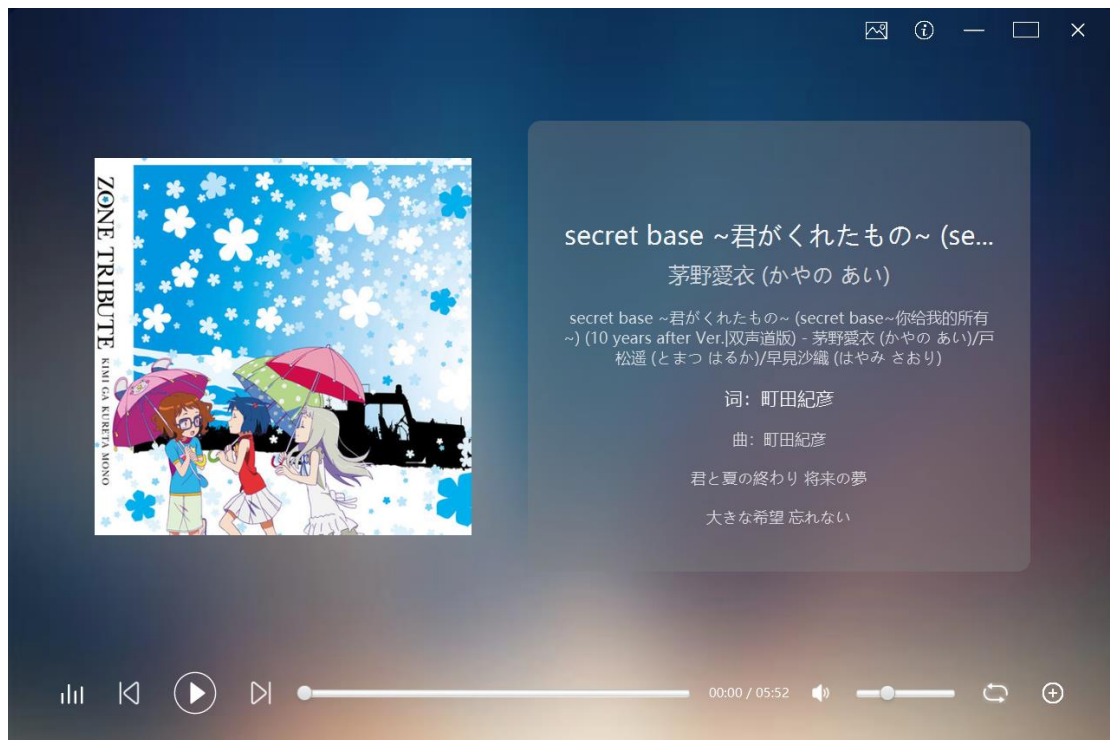 ZONE TRIBUTE KIMI GA KURETA MONO
secret base ~君がくれたもの~ (se...
茅野愛衣 (かやの あい)
secret base ~君がくれたもの~ (secret base~你给我的所有
~) (10 years after Ver.|双声道版) - 茅野愛衣 (かやの あい)/戸
松遥 (とまつ はるか)/早見沙織 (はやみ さおり)
词：町田紀彦
曲：町田紀彦
君と夏の終わり 将来の夢
大きな希望 忘れない
00:00 / 05:52